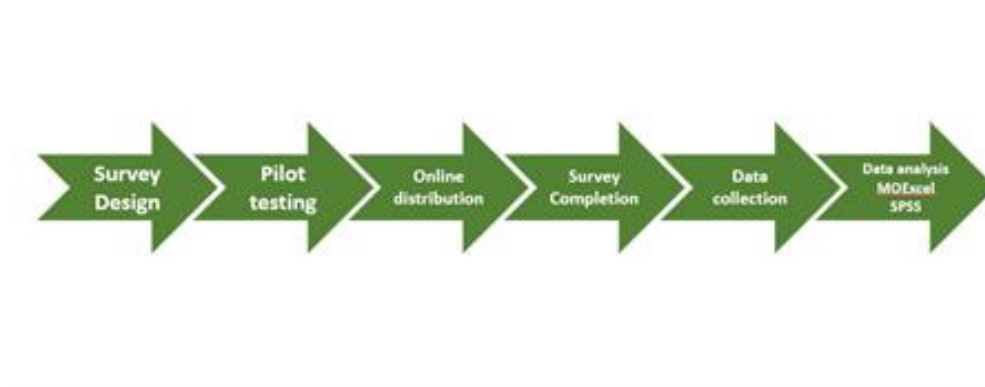 Survey
Design
Pilot
testing
Online
distribution
Survey
Completion
Data
collection
Data analysis
MOExcel
SPSS